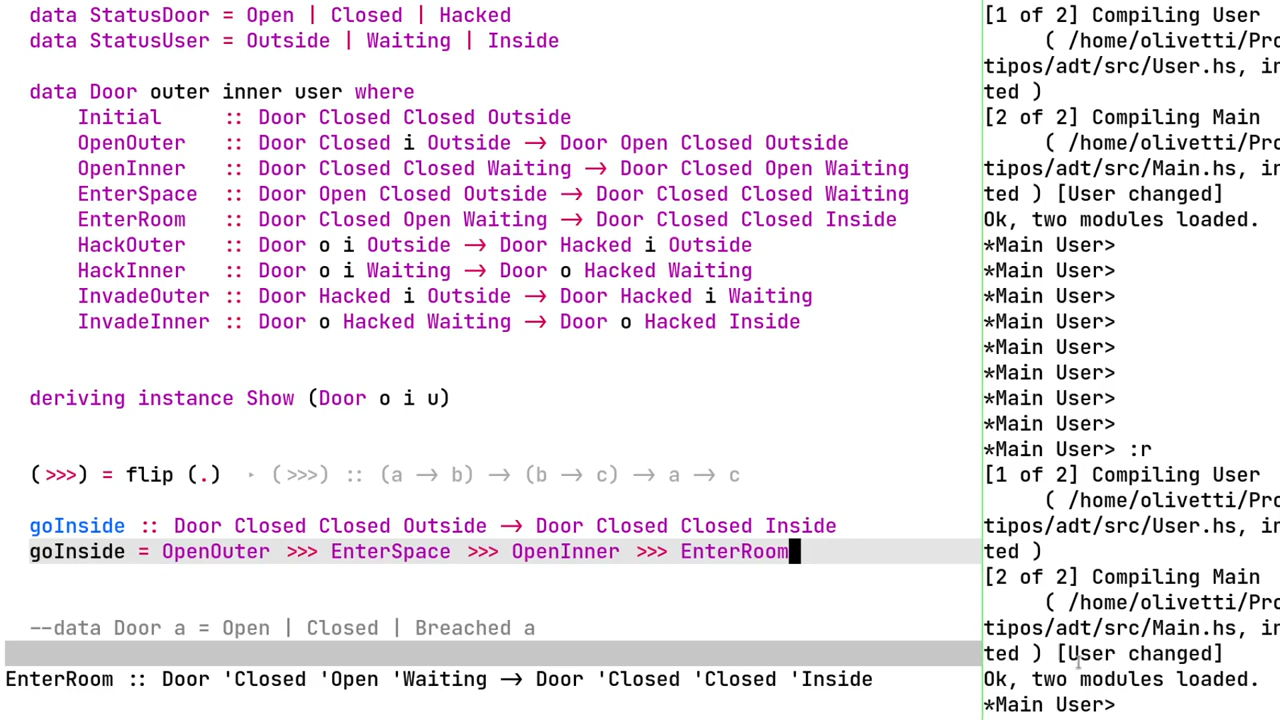 data StatusDoor = Open | Closed | Hacked
data StatusUser = Outside | Waiting | Inside
data Door outer inner user where
Initial :: Door Closed Closed Outside
OpenOuter :: Door Closed i Outside → Door Open Closed Outside
OpenInner :: Door Closed Closed Waiting → Door Closed Open Waiting
EnterSpace :: Door Open Closed Outside → Door Closed Closed Waiting
EnterRoom :: Door Closed Open Waiting → Door Closed Closed Inside
HackOuter :: Door o i Outside → Door Hacked i Outside
HackInner :: Door o i Waiting → Door o Hacked Waiting
InvadeOuter :: Door Hacked i Outside → Door Hacked i Waiting
InvadeInner :: Door o Hacked Waiting → Door o Hacked Inside
deriving instance Show (Door o i u)
(>>>) = flip (.) ‣ (>>>) :: (a → b) → (b → c) → a → c
goInside :: Door Closed Closed Outside → Door Closed Closed Inside
goInside = OpenOuter >>> EnterSpace >>> OpenInner >>> EnterRoom
--data Door a = Open | Closed | Breached a
EnterRoom :: Door 'Closed 'Open 'Waiting → Door 'Closed 'Closed 'Inside
[1 of 2] Compiling User
( /home/olivetti/Pro
tipos/adt/src/User.hs, in
ted )
[2 of 2] Compiling Main
( /home/olivetti/Pro
tipos/adt/src/Main.hs, in
ted ) [User changed]
Ok, two modules loaded.
*Main User>
*Main User>
*Main User>
*Main User>
*Main User>
*Main User>
*Main User>
*Main User>
*Main User> :r
[1 of 2] Compiling User
( /home/olivetti/Pro
tipos/adt/src/User.hs, in
ted )
[2 of 2] Compiling Main
( /home/olivetti/Pro
tipos/adt/src/Main.hs, in
ted ) [User changed]
Ok, two modules loaded.
*Main User>